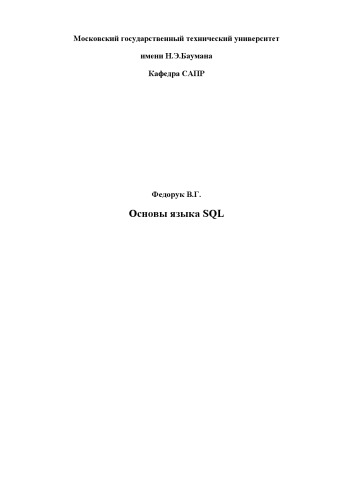 Московский государственный технический университет
имени Н.Э.Баумана
Кафедра САПР
Федорук В.Г.
Основы языка SQL